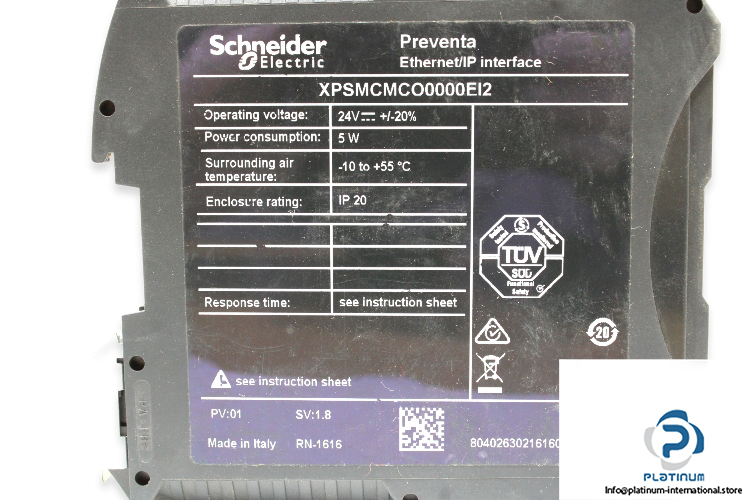 Schneider
Electric
Preventa
Ethernet/IP interface
XPSMCMCO0000EI2
Operating voltage: 24V +/-20%
Power consumption: 5 W
Surrounding air temperature: -10 to +55 °C
Enclosure rating: IP 20
Response time: see instruction sheet
TÜV
SÜD
Functional
Safety
20
see instruction sheet
PV:01 SV:1.8
Made in Italy RN-1616
PLATINUM
Info@platinum-international.store